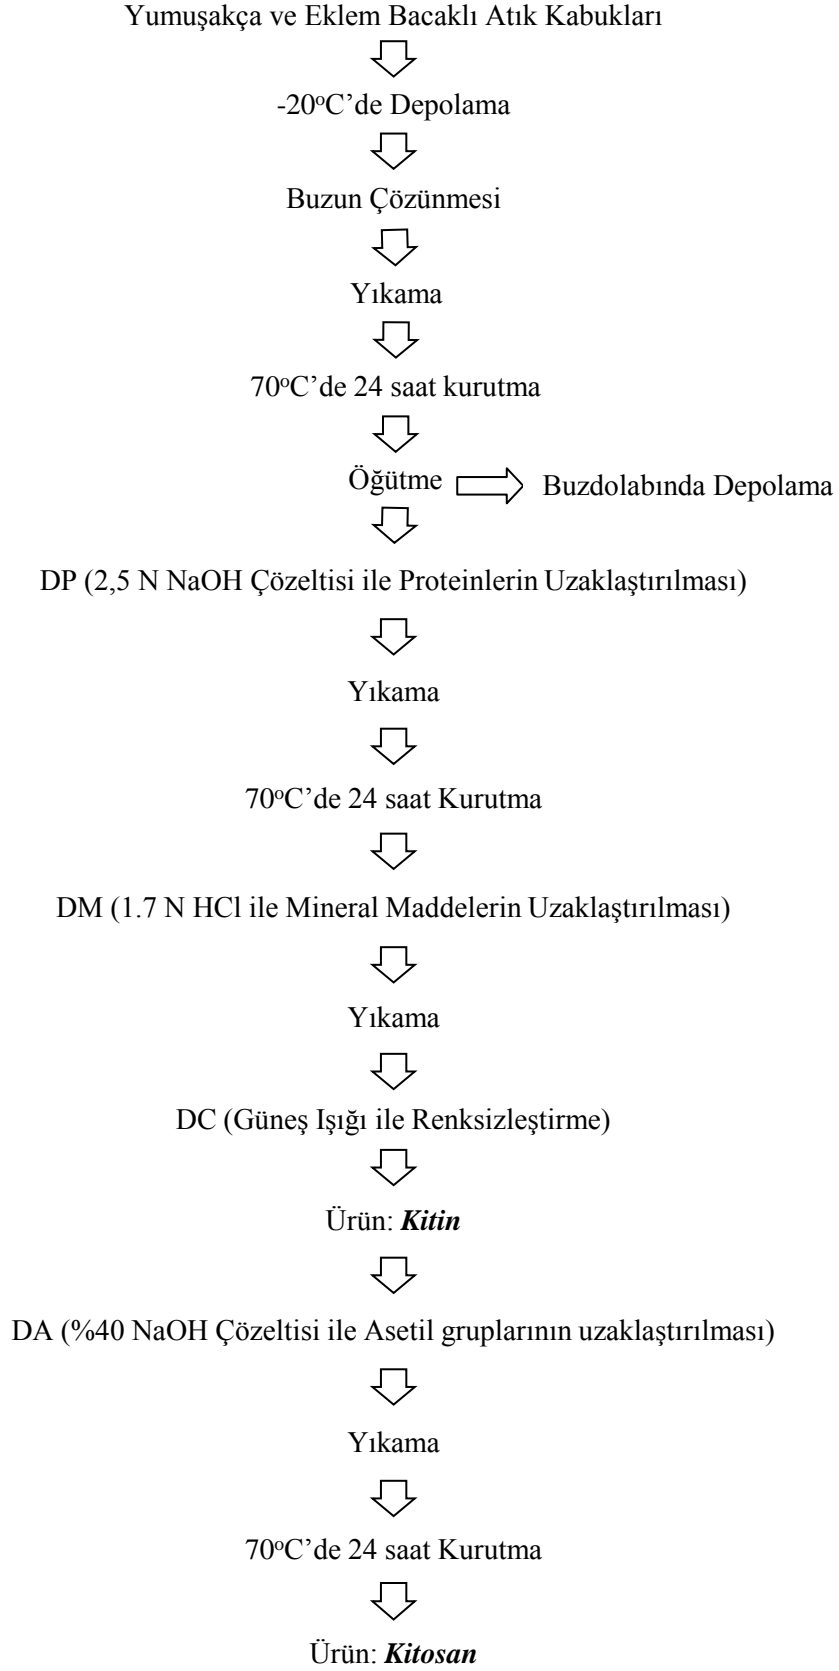 Yumuşakça ve Eklem Bacaklı Atık Kabukları
-20°C’de Depolama
Buzun Çözünmesi
Yıkama
70°C’de 24 saat kurutma
Öğütme
Buzdolabında Depolama
DP (2,5 N NaOH Çözeltisi ile Proteinlerin Uzaklaştırılması)
Yıkama
70°C’de 24 saat Kurutma
DM (1.7 N HCl ile Mineral Maddelerin Uzaklaştırılması)
Yıkama
DC (Güneş Işığı ile Renksizleştirme)
Ürün: Kitin
DA (%40 NaOH Çözeltisi ile Asetil gruplarının uzaklaştırılması)
Yıkama
70°C’de 24 saat Kurutma
Ürün: Kitosan